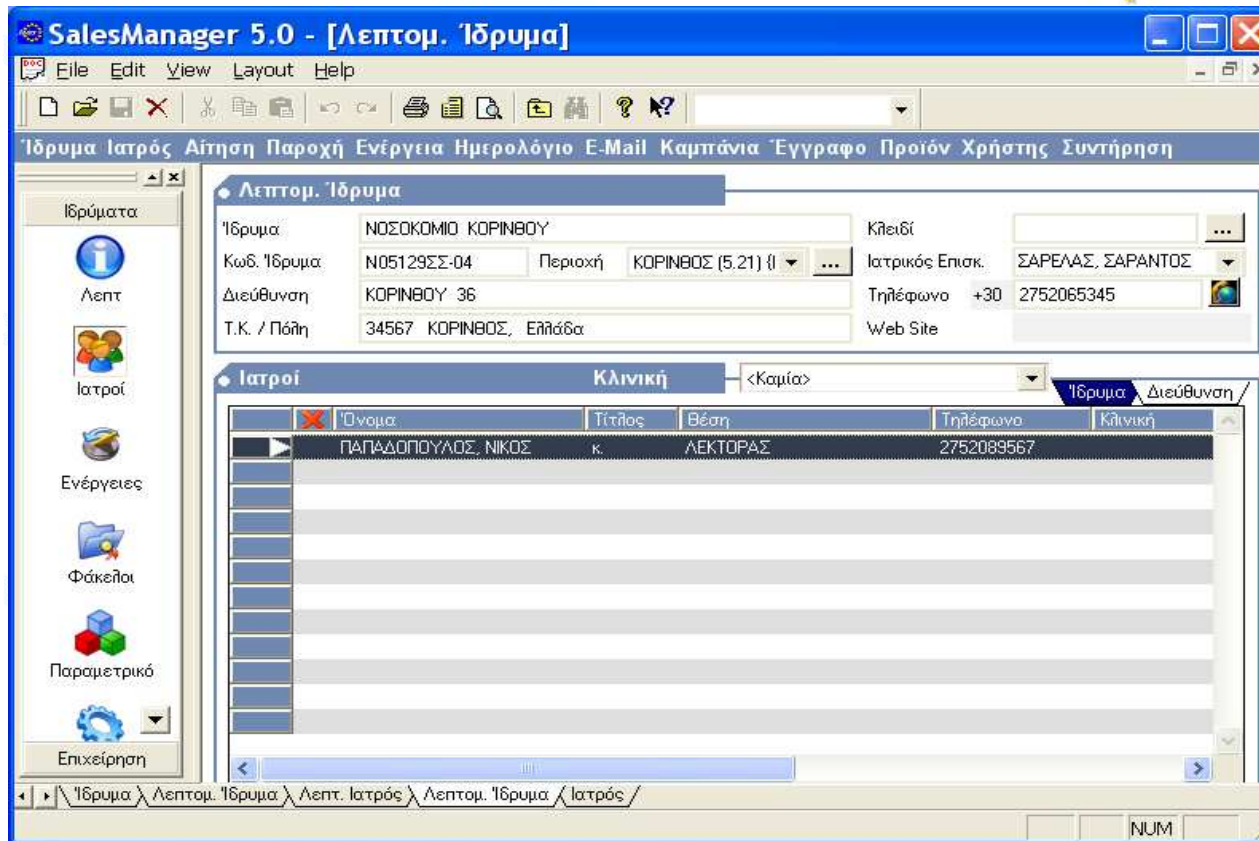 SalesManager 5.0 - [Λεπτομ. Ίδρυμα]
File Edit View Layout Help
Ίδρυμα Ιατρός Αίτηση Παροχή Ενέργεια Ημερολόγιο E-Mail Καμπάνια Έγγραφο Προϊόν Χρήστης Συντήρηση
Ιδρύματα
Λεπτ
Ιατροί
Ενέργειες
Φάκελοι
Παραμετρικό
Επιχείρηση
Λεπτομ. Ίδρυμα
Ίδρυμα ΝΟΣΟΚΟΜΙΟ ΚΟΡΙΝΘΟΥ Κλειδί ...
Κωδ. Ίδρυμα Ν05129ΣΣ-04 Περιοχή ΚΟΡΙΝΘΟΣ (5,21) {Ι ... Ιατρικός Επισκ. ΣΑΡΕΛΑΣ, ΣΑΡΑΝΤΟΣ
Διεύθυνση ΚΟΡΙΝΘΟΥ 36 Τηλέφωνο +30 2752065345
Τ.Κ. / Πόλη 34567 ΚΟΡΙΝΘΟΣ, Ελλάδα Web Site
Ιατροί Κλινική <Καμία> Ίδρυμα Διεύθυνση
Όνομα Τίτλος Θέση Τηλέφωνο Κλινική
ΠΑΠΑΔΟΠΟΥΛΟΣ, ΝΙΚΟΣ κ. ΛΕΚΤΟΡΑΣ 2752089567
Ίδρυμα Λεπτομ. Ίδρυμα Λεπτ. Ιατρός Λεπτομ. Ίδρυμα Ιατρός
NUM